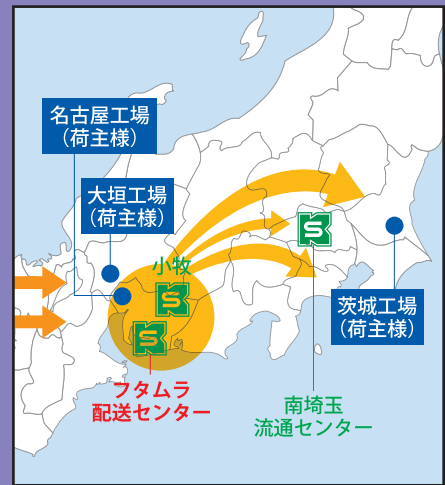 名古屋工場
(荷主様)
大垣工場
(荷主様)
小牧
S
S
S
フタムラ
配送センター
南埼玉
流通センター
茨城工場
(荷主様)